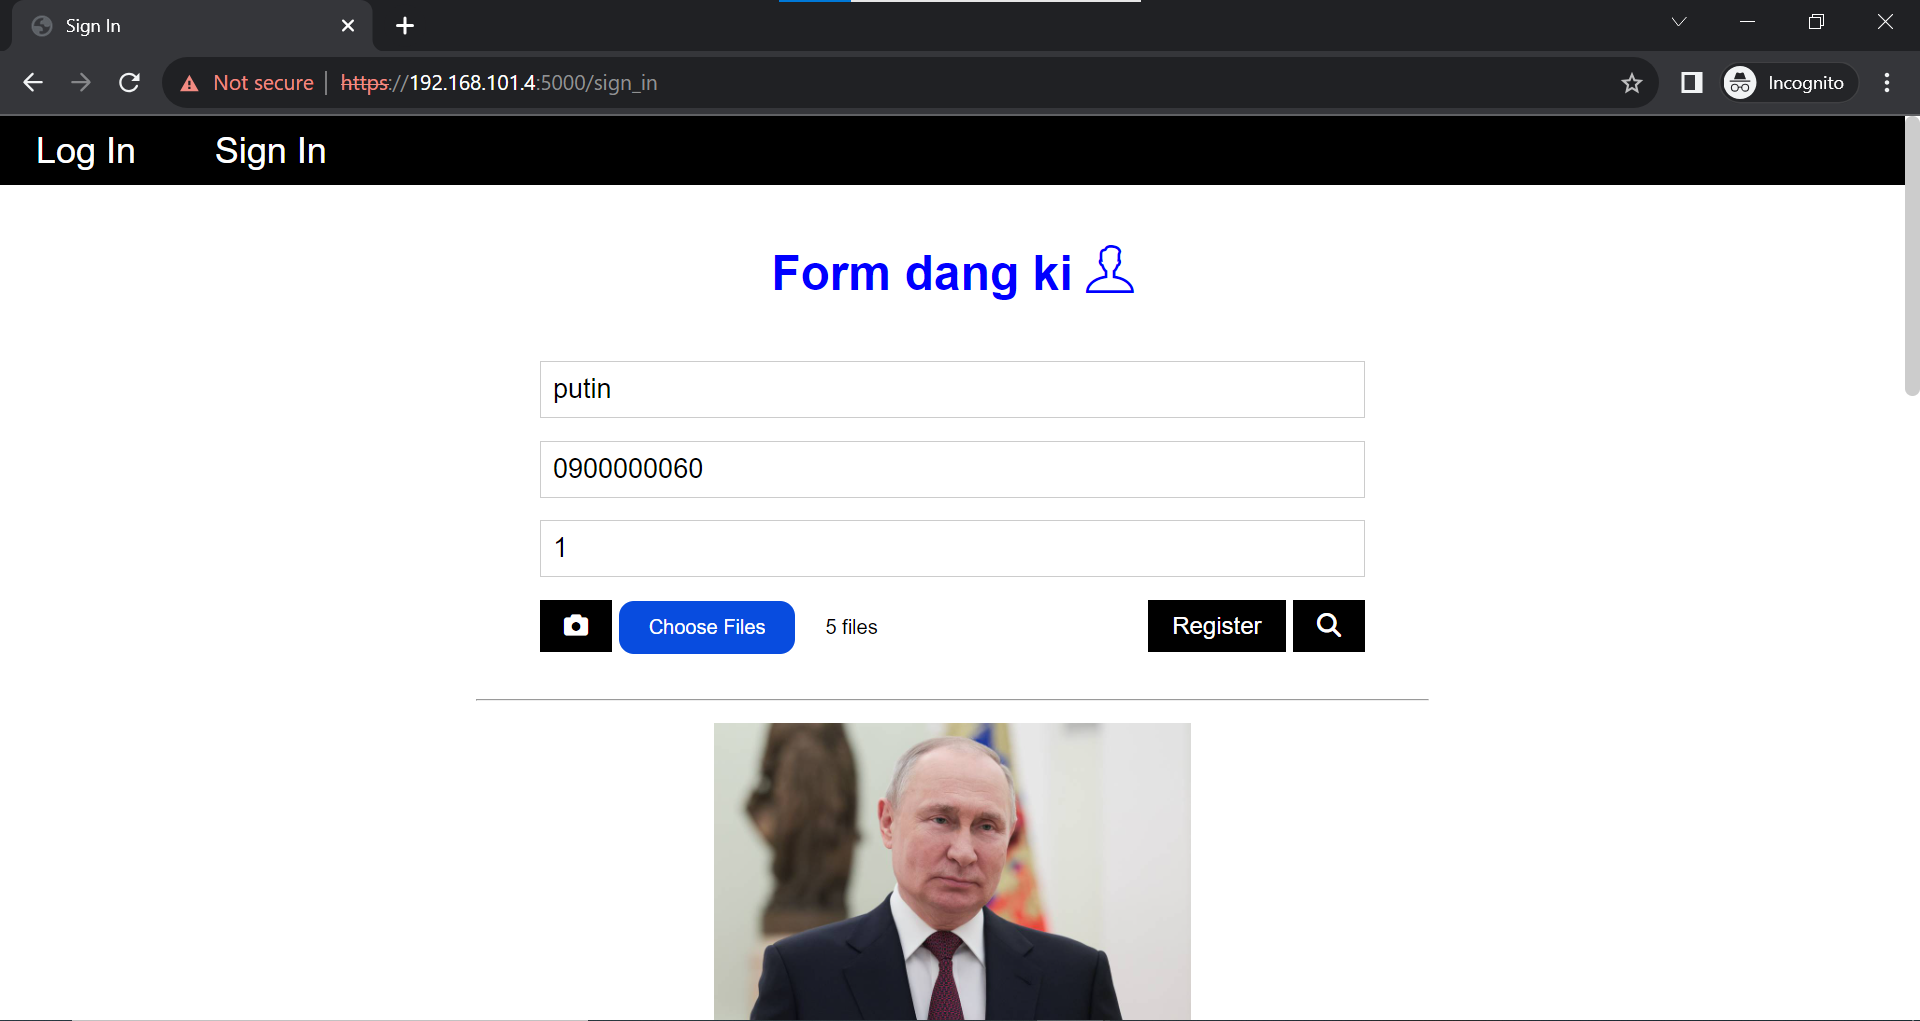 Sign In
Not secure https://192.168.101.4:5000/sign_in
Incognito
Log In Sign In
Form dang ki
putin
0900000060
1
Choose Files 5 files Register